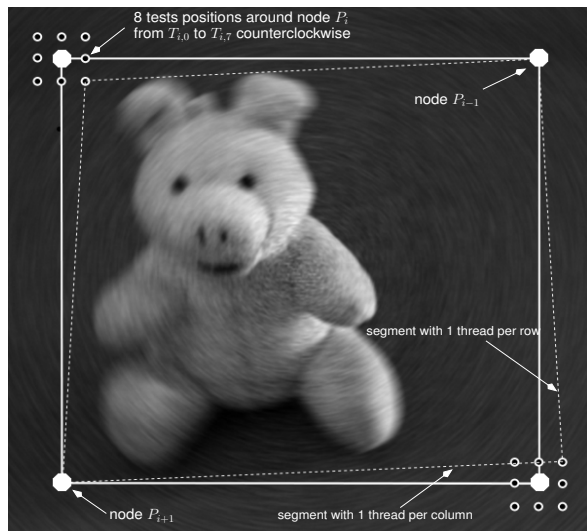 8 tests positions around node $P_i$
from $T_{i,0}$ to $T_{i,7}$ counterclockwise
node $P_{i-1}$
segment with 1 thread per row
node $P_{i+1}$
segment with 1 thread per column